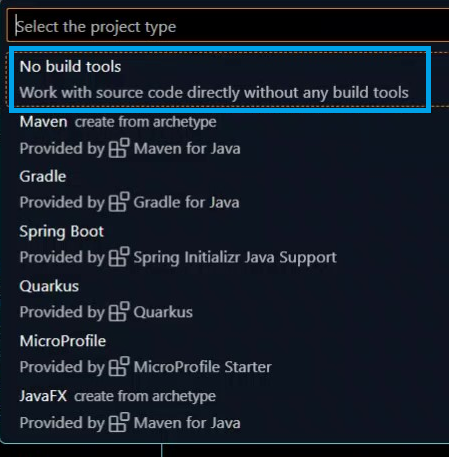 Select the project type
No build tools
Work with source code directly without any build tools
Maven create from archetype
Provided by Maven for Java
Gradle
Provided by Gradle for Java
Spring Boot
Provided by Spring Initializr Java Support
Quarkus
Provided by Quarkus
MicroProfile
Provided by MicroProfile Starter
JavaFX create from archetype
Provided by Maven for Java